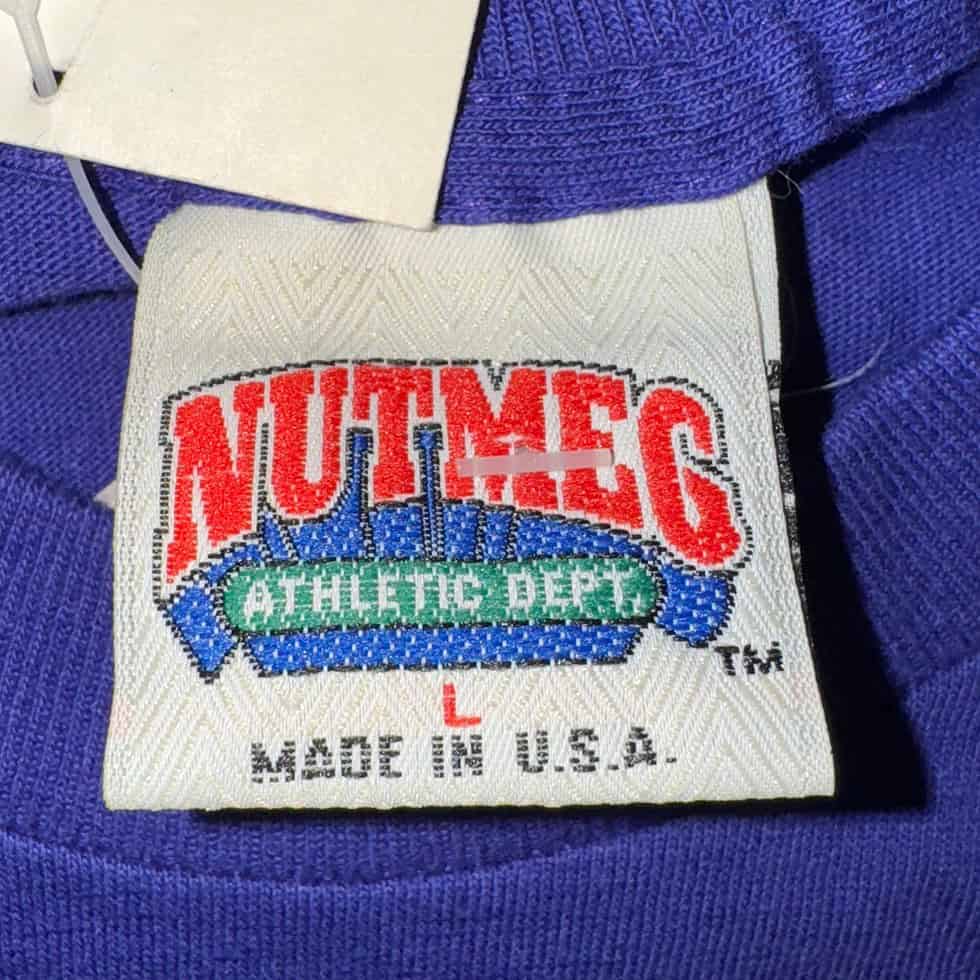 NUTMEG
ATHLETIC DEPT.
TM
L
MADE IN U.S.A.